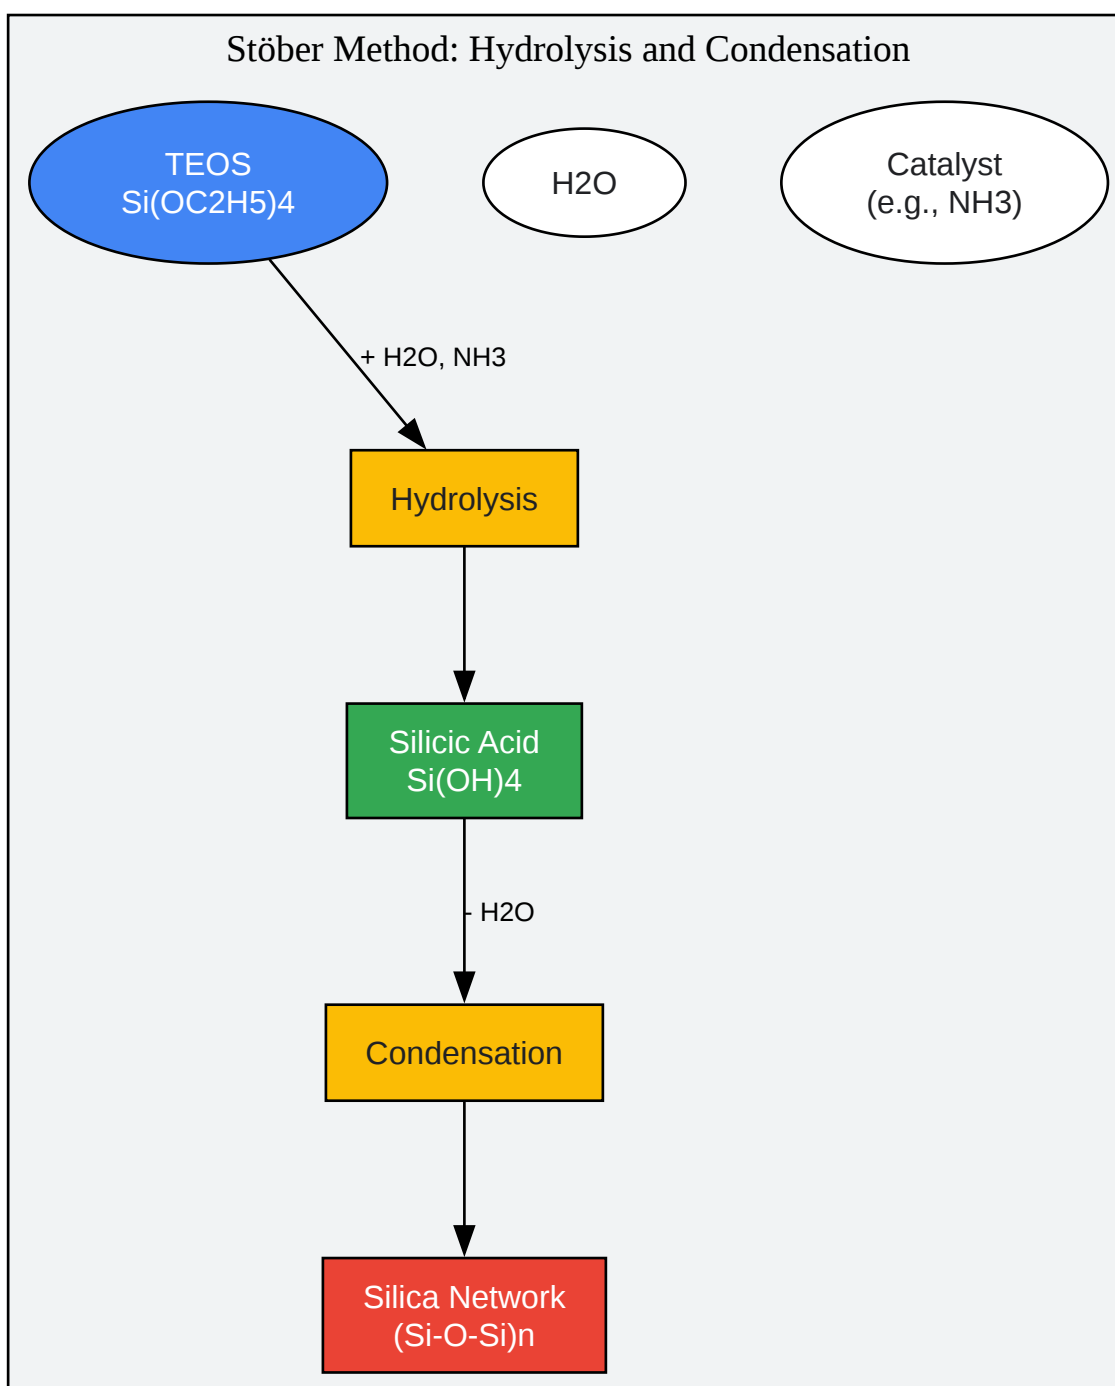 Stöber Method: Hydrolysis and Condensation
TEOS
Si(OC2H5)4
H2O
Catalyst
(e.g., NH3)
+ H2O, NH3
Hydrolysis
Silicic Acid
Si(OH)4
- H2O
Condensation
Silica Network
(Si-O-Si)n